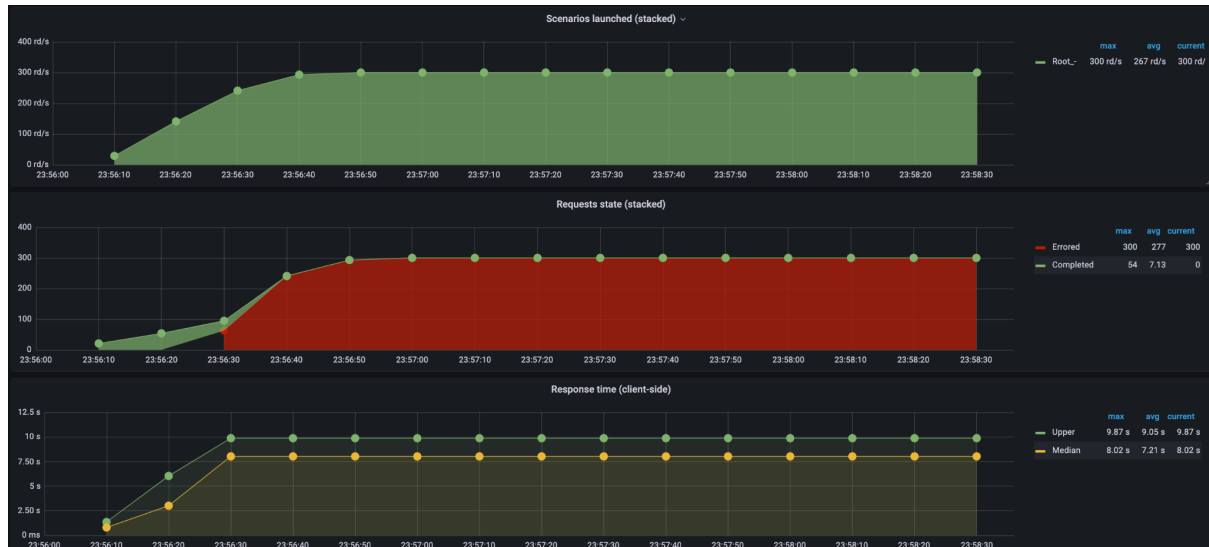 Scenarios launched (stacked)
400 rd/s
300 rd/s
200 rd/s
100 rd/s
0 rd/s
23:56:00 23:56:10 23:56:20 23:56:30 23:56:40 23:56:50 23:57:00 23:57:10 23:57:20 23:57:30 23:57:40 23:57:50 23:58:00 23:58:10 23:58:20 23:58:30
max avg current
Root_- 300 rd/s 267 rd/s 300 rd/
Requests state (stacked)
400
300
200
100
0
23:56:00 23:56:10 23:56:20 23:56:30 23:56:40 23:56:50 23:57:00 23:57:10 23:57:20 23:57:30 23:57:40 23:57:50 23:58:00 23:58:10 23:58:20 23:58:30
max avg current
Errored 300 277 300
Completed 54 7.13 0
Response time (client-side)
12.5 s
10 s
7.50 s
5 s
2.50 s
0 ms
23:56:00 23:56:10 23:56:20 23:56:30 23:56:40 23:56:50 23:57:00 23:57:10 23:57:20 23:57:30 23:57:40 23:57:50 23:58:00 23:58:10 23:58:20 23:58:30
max avg current
Upper 9.87 s 9.05 s 9.87 s
Median 8.02 s 7.21 s 8.02 s